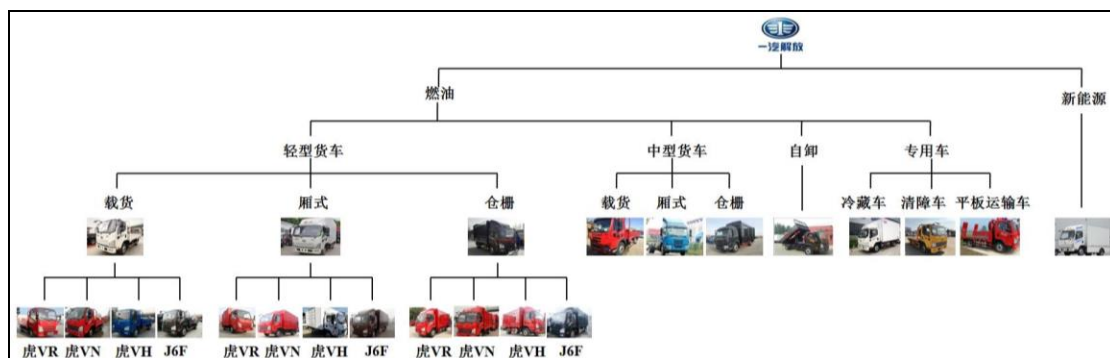 一汽解放
燃油
新能源
轻型货车
中型货车
自卸
专用车
载货
厢式
仓栅
载货
厢式
仓栅
冷藏车
清障车
平板运输车
虎VR 虎VN 虎VH J6F
虎VR 虎VN 虎VH J6F
虎VR 虎VN 虎VH J6F